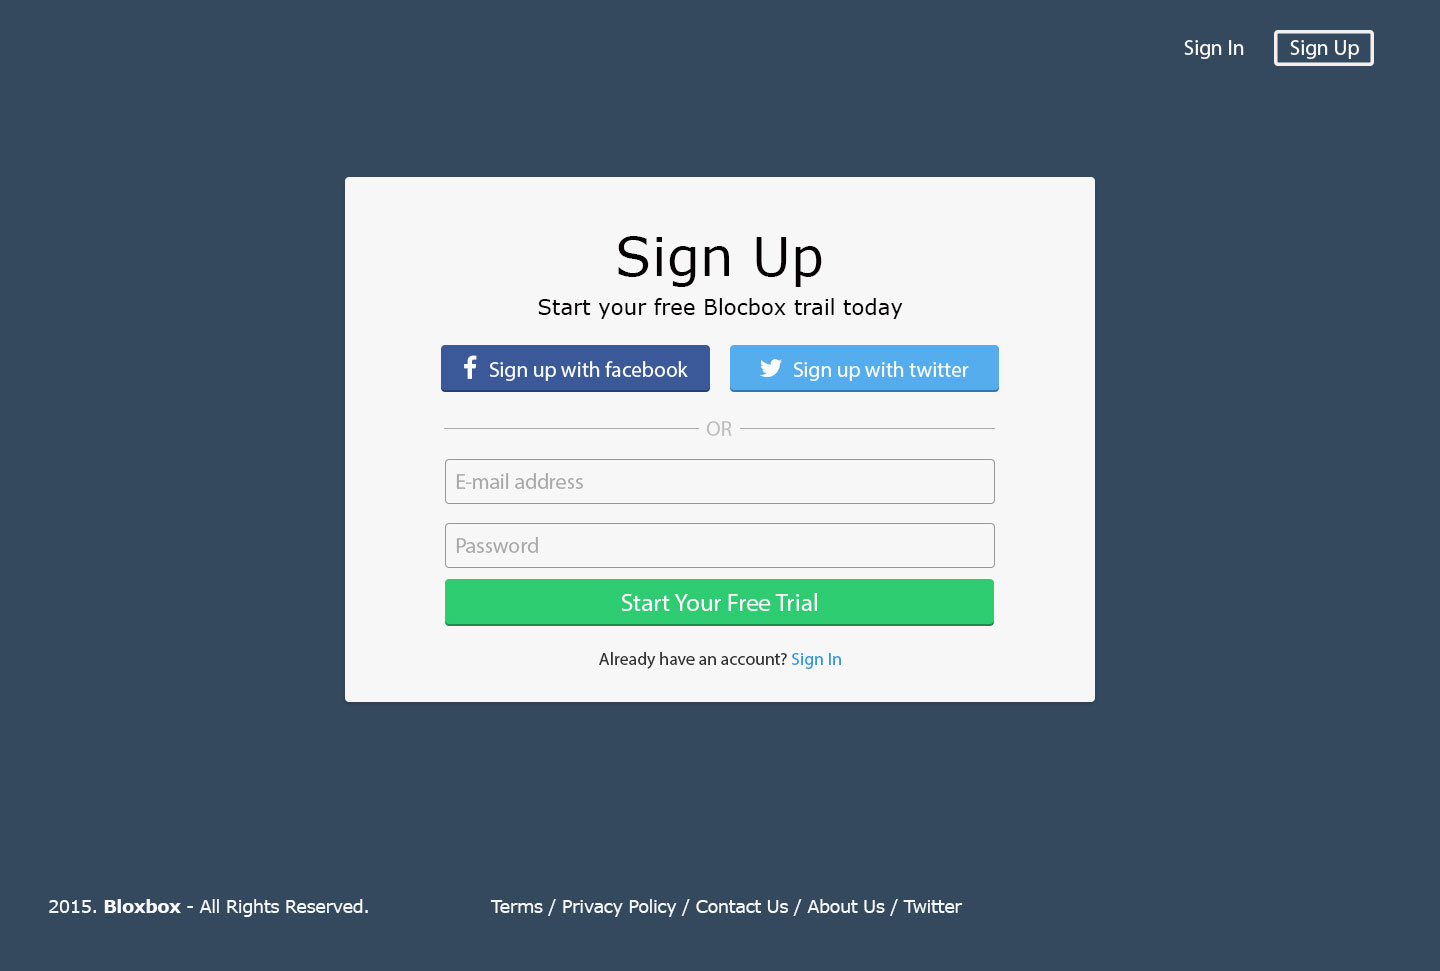 Sign In
Sign Up
Sign Up
Start your free Blocbox trail today
Sign up with facebook
Sign up with twitter
OR
E-mail address
Password
Start Your Free Trial
Already have an account? Sign In
2015. Bloxbox - All Rights Reserved.
Terms / Privacy Policy / Contact Us / About Us / Twitter